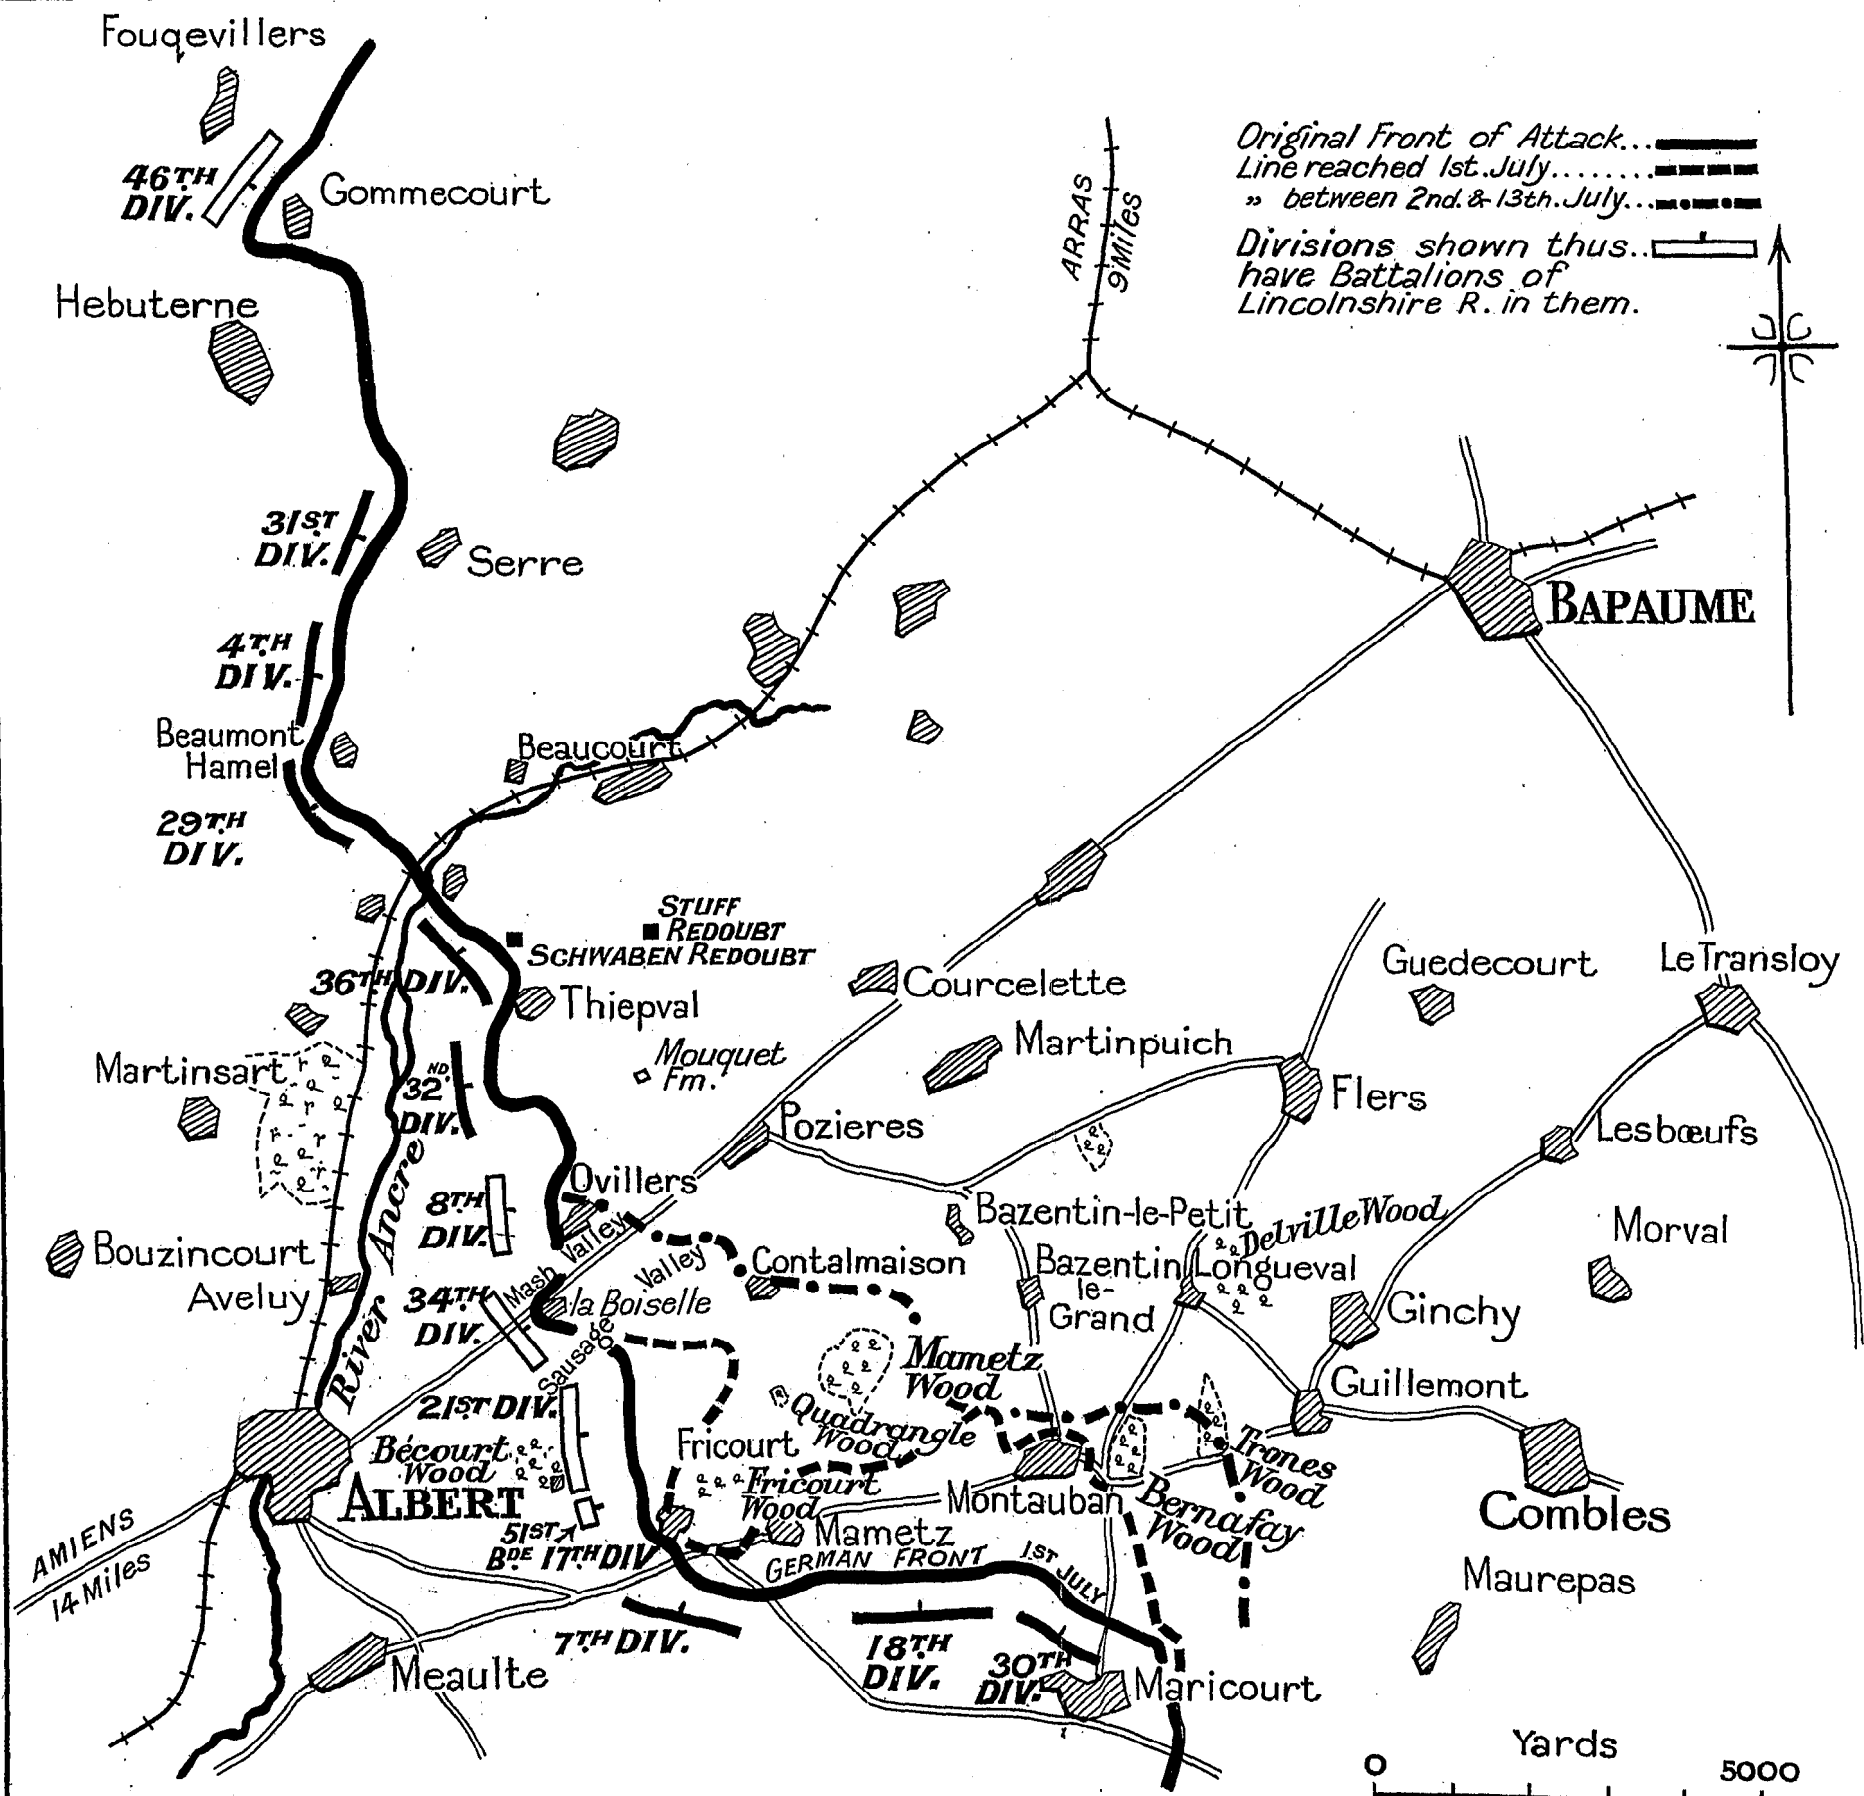 Fouqevillers
46TH
DIV.
Gommecourt
Hebuterne
ARRAS
9 Miles
Original Front of Attack...
Line reached 1st. July........
„ between 2nd. & 13th. July...
Divisions shown thus..
have Battalions of
Lincolnshire R. in them.
31ST
DIV.
Serre
BAPAUME
4TH
DIV.
Beaumont
Hamel
Beaucourt
29TH
DIV.
STUFF
REDOUBT
SCHWABEN REDOUBT
36TH DIV.
Thiepval
Courcelette
Guedecourt
Le Transloy
Martinsart
Mouquet
Fm.
Martinpuich
32ND
DIV.
Pozieres
Flers
Lesbœufs
River Ancre
Ovillers
8TH
DIV.
Bazentin-le-Petit
Delville Wood
Morval
Bouzincourt
Aveluy
Mash Valley
Sausage Valley
Contalmaison
Bazentin
le-
Grand
Longueval
34TH
DIV.
la Boiselle
Ginchy
Mametz
Wood
Guillemont
21ST DIV.
Quadrangle
Wood
Fricourt
Bécourt
Wood
Fricourt
Wood
Trones
Wood
ALBERT
Montauban
Bernafay
Wood
Combles
51ST
BDE 17TH DIV
Mametz
GERMAN FRONT 1ST JULY
AMIENS
14 Miles
Maurepas
7TH DIV.
18TH
DIV.
30TH
DIV.
Meaulte
Maricourt
Yards
0 5000